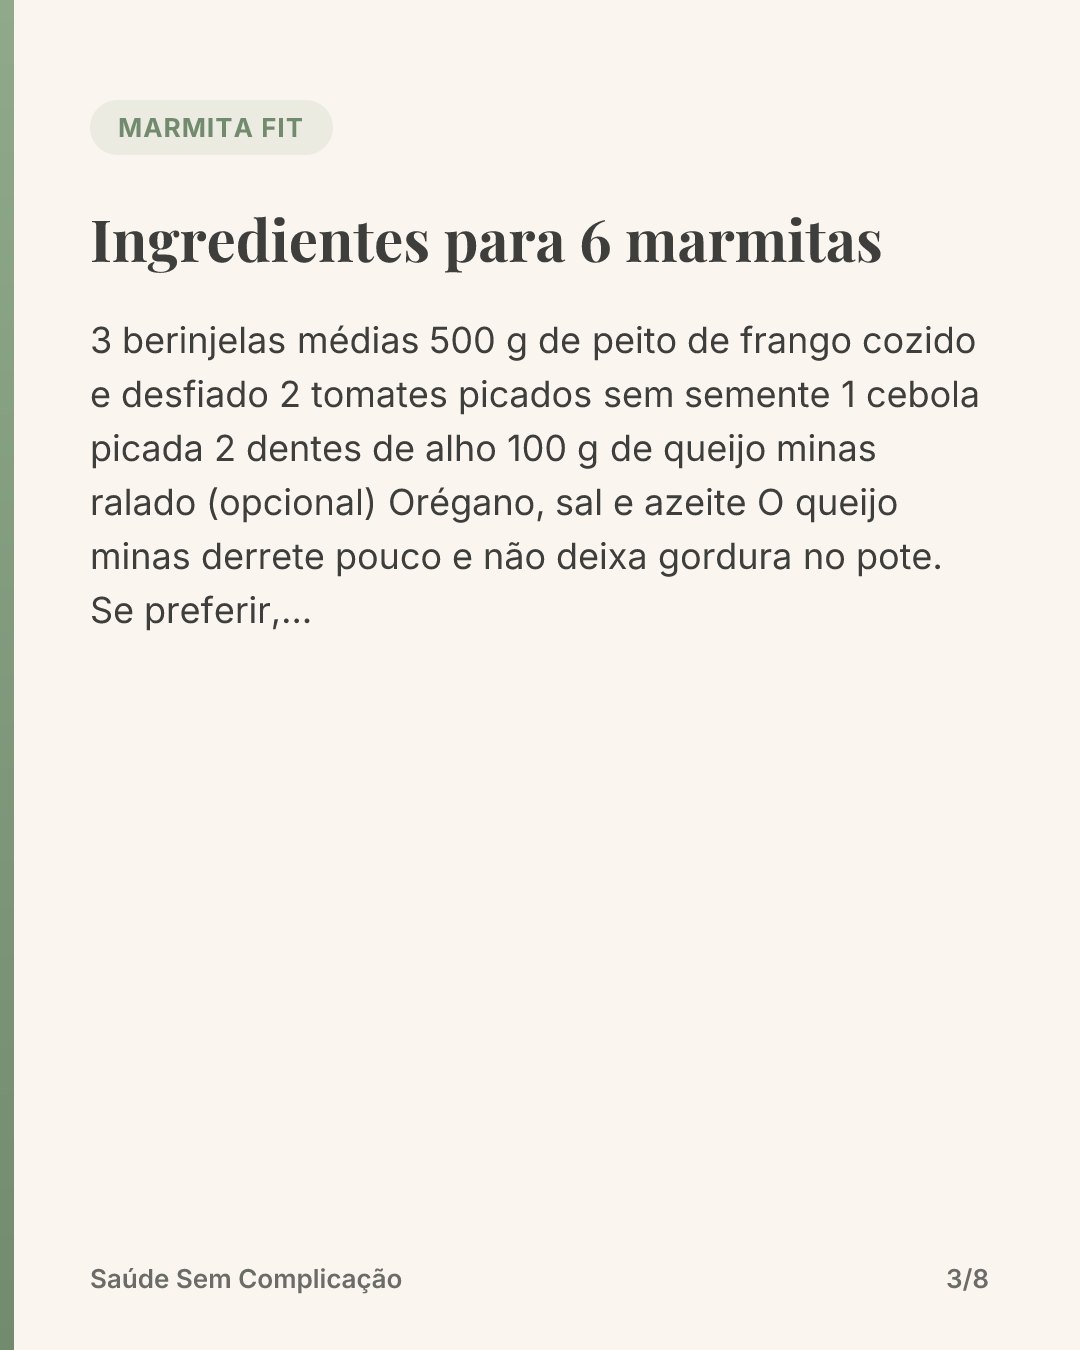 MARMITA FIT
Ingredientes para 6 marmitas
3 berinjelas médias 500 g de peito de frango cozido
e desfiado 2 tomates picados sem semente 1 cebola
picada 2 dentes de alho 100 g de queijo minas
ralado (opcional) Orégano, sal e azeite O queijo
minas derrete pouco e não deixa gordura no pote.
Se preferir,...
Saúde Sem Complicação
3/8